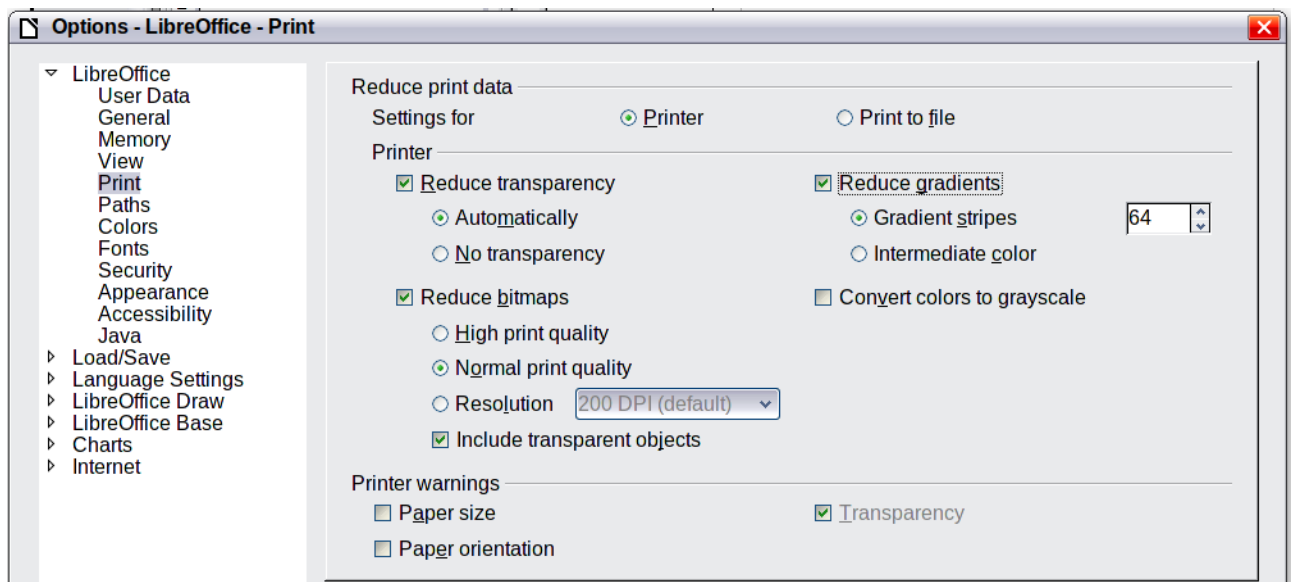 Options - LibreOffice - Print
LibreOffice
User Data
General
Memory
View
Print
Paths
Colors
Fonts
Security
Appearance
Accessibility
Java
Load/Save
Language Settings
LibreOffice Draw
LibreOffice Base
Charts
Internet
Reduce print data
Settings for Printer Print to file
Printer
Reduce transparency Reduce gradients
Automatically Gradient stripes 64
No transparency Intermediate color
Reduce bitmaps Convert colors to grayscale
High print quality
Normal print quality
Resolution 200 DPI (default)
Include transparent objects
Printer warnings
Paper size Transparency
Paper orientation